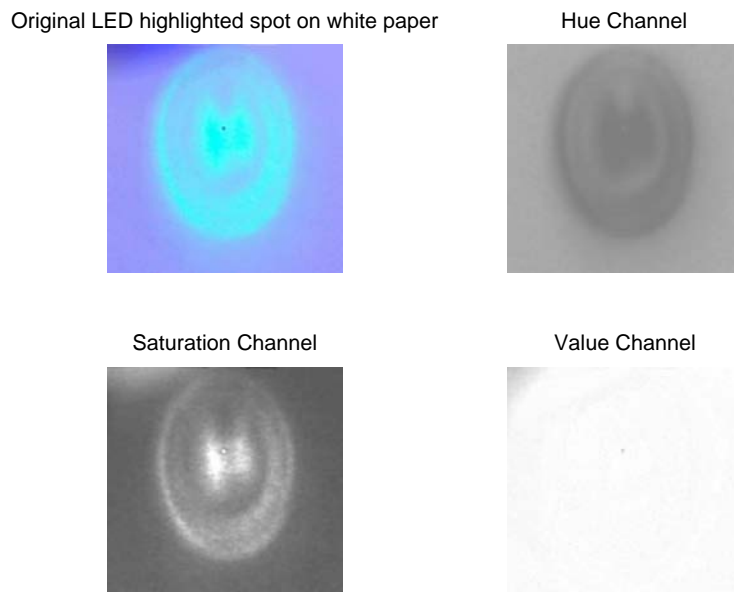 Original LED highlighted spot on white paper
Hue Channel
Saturation Channel
Value Channel